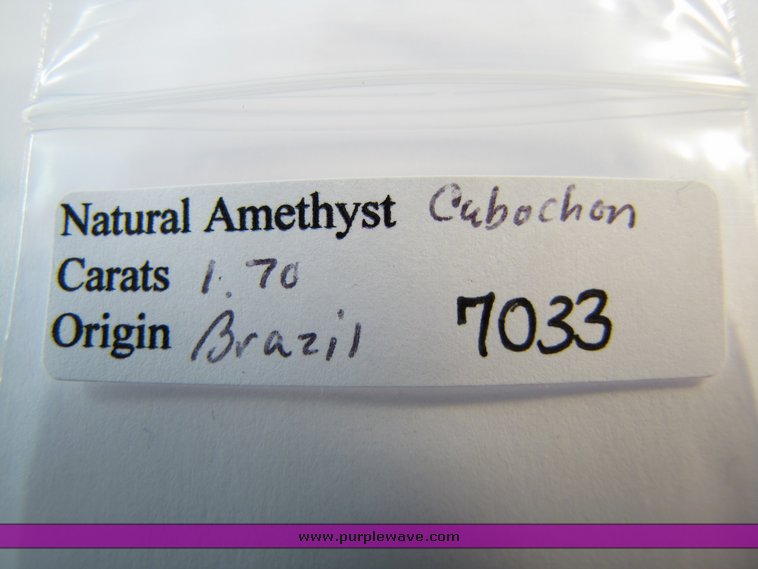 Natural Amethyst Cabochon
Carats 1.70
Origin Brazil 7033
www.purplewave.com